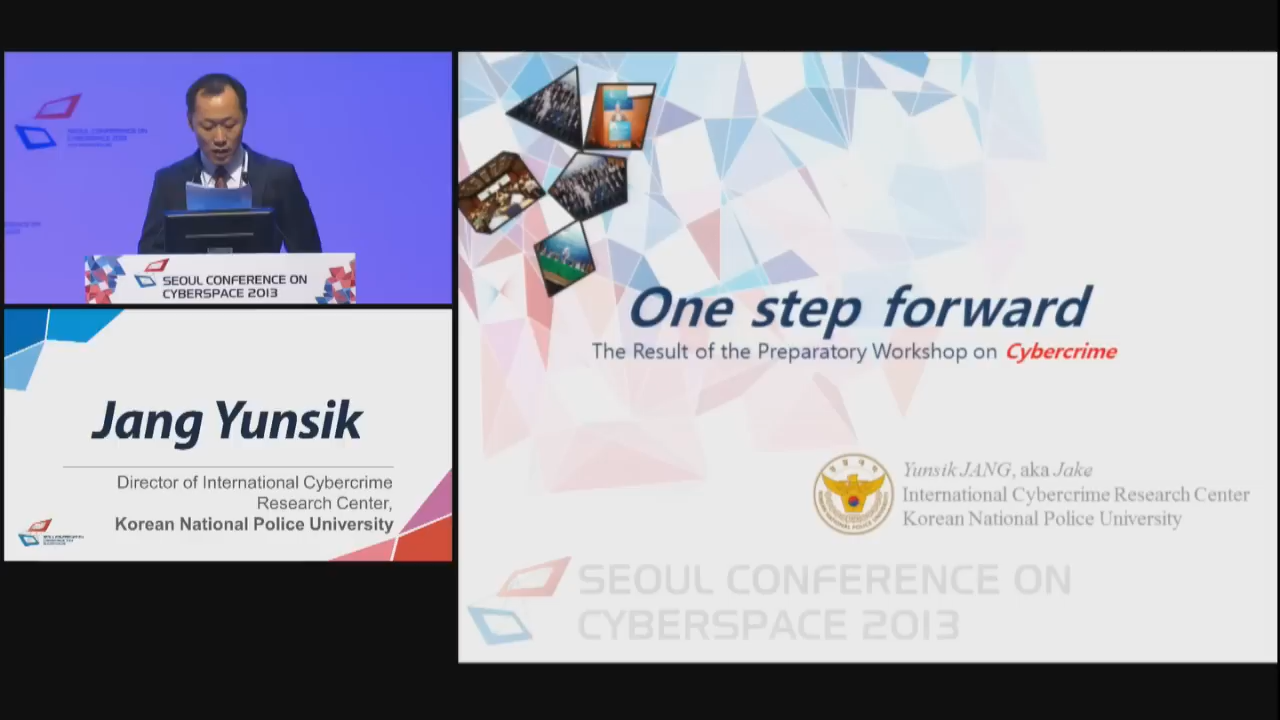 SEOUL CONFERENCE ON
CYBERSPACE 2013
SEOUL CONFERENCE ON
CYBERSPACE 2013
Jang Yunsik
Director of International Cybercrime
Research Center,
Korean National Police University
One step forward
The Result of the Preparatory Workshop on Cybercrime
Yunsik JANG, aka Jake
International Cybercrime Research Center
Korean National Police University
SEOUL CONFERENCE ON
CYBERSPACE 2013